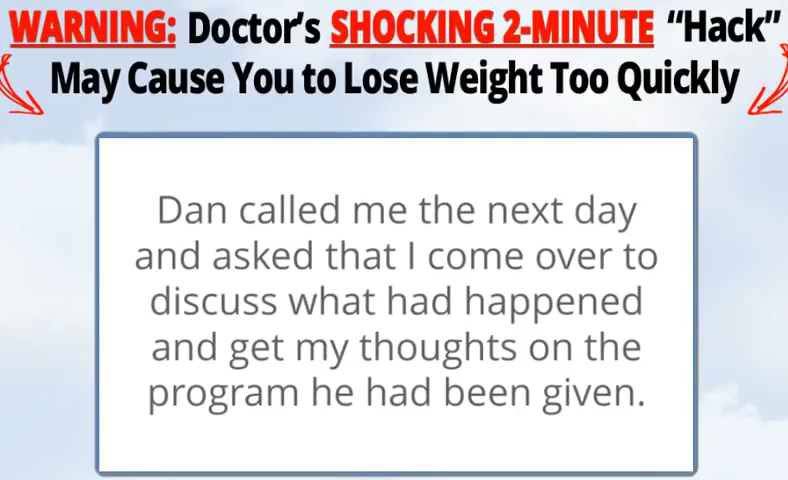 WARNING: Doctor's SHOCKING 2-MINUTE “Hack”
May Cause You to Lose Weight Too Quickly
Dan called me the next day
and asked that I come over to
discuss what had happened
and get my thoughts on the
program he had been given.